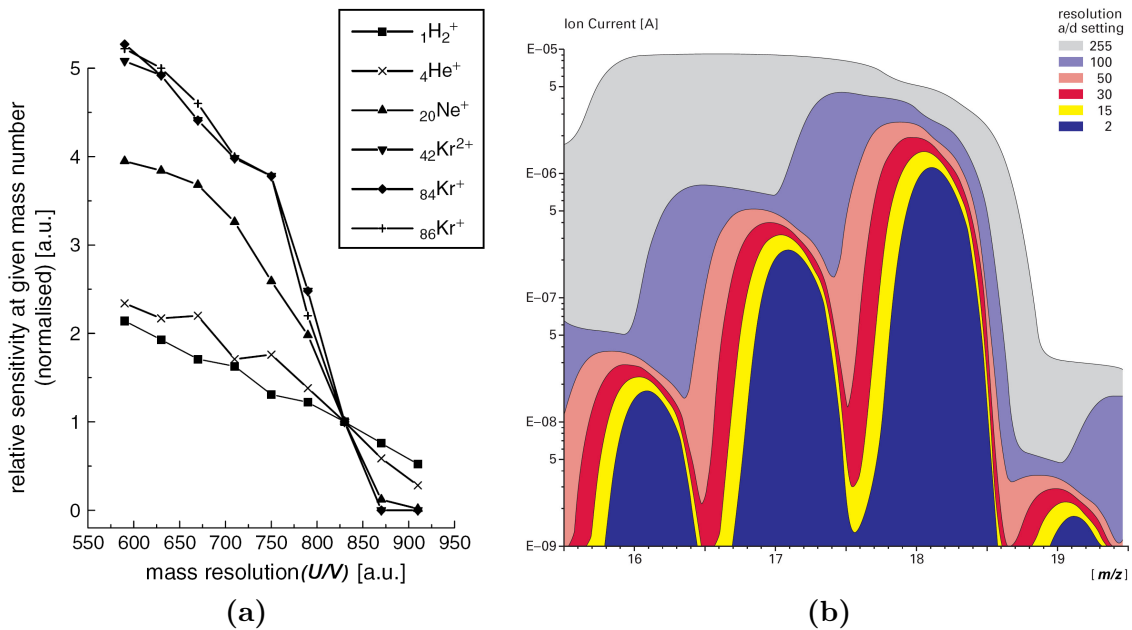 ₁H₂⁺
₄He⁺
₂₀Ne⁺
₄₂Kr²⁺
₈₄Kr⁺
₈₆Kr⁺
relative sensitivity at given mass number
(normalised) [a.u.]
5
4
3
2
1
0
550 600 650 700 750 800 850 900 950
mass resolution(U/V) [a.u.]
(a)
Ion Current [A]
resolution
a/d setting
255
100
50
30
15
2
E−05
5
E−06
5
E−07
5
E−08
5
E−09
16 17 18 19
[ m/z ]
(b)